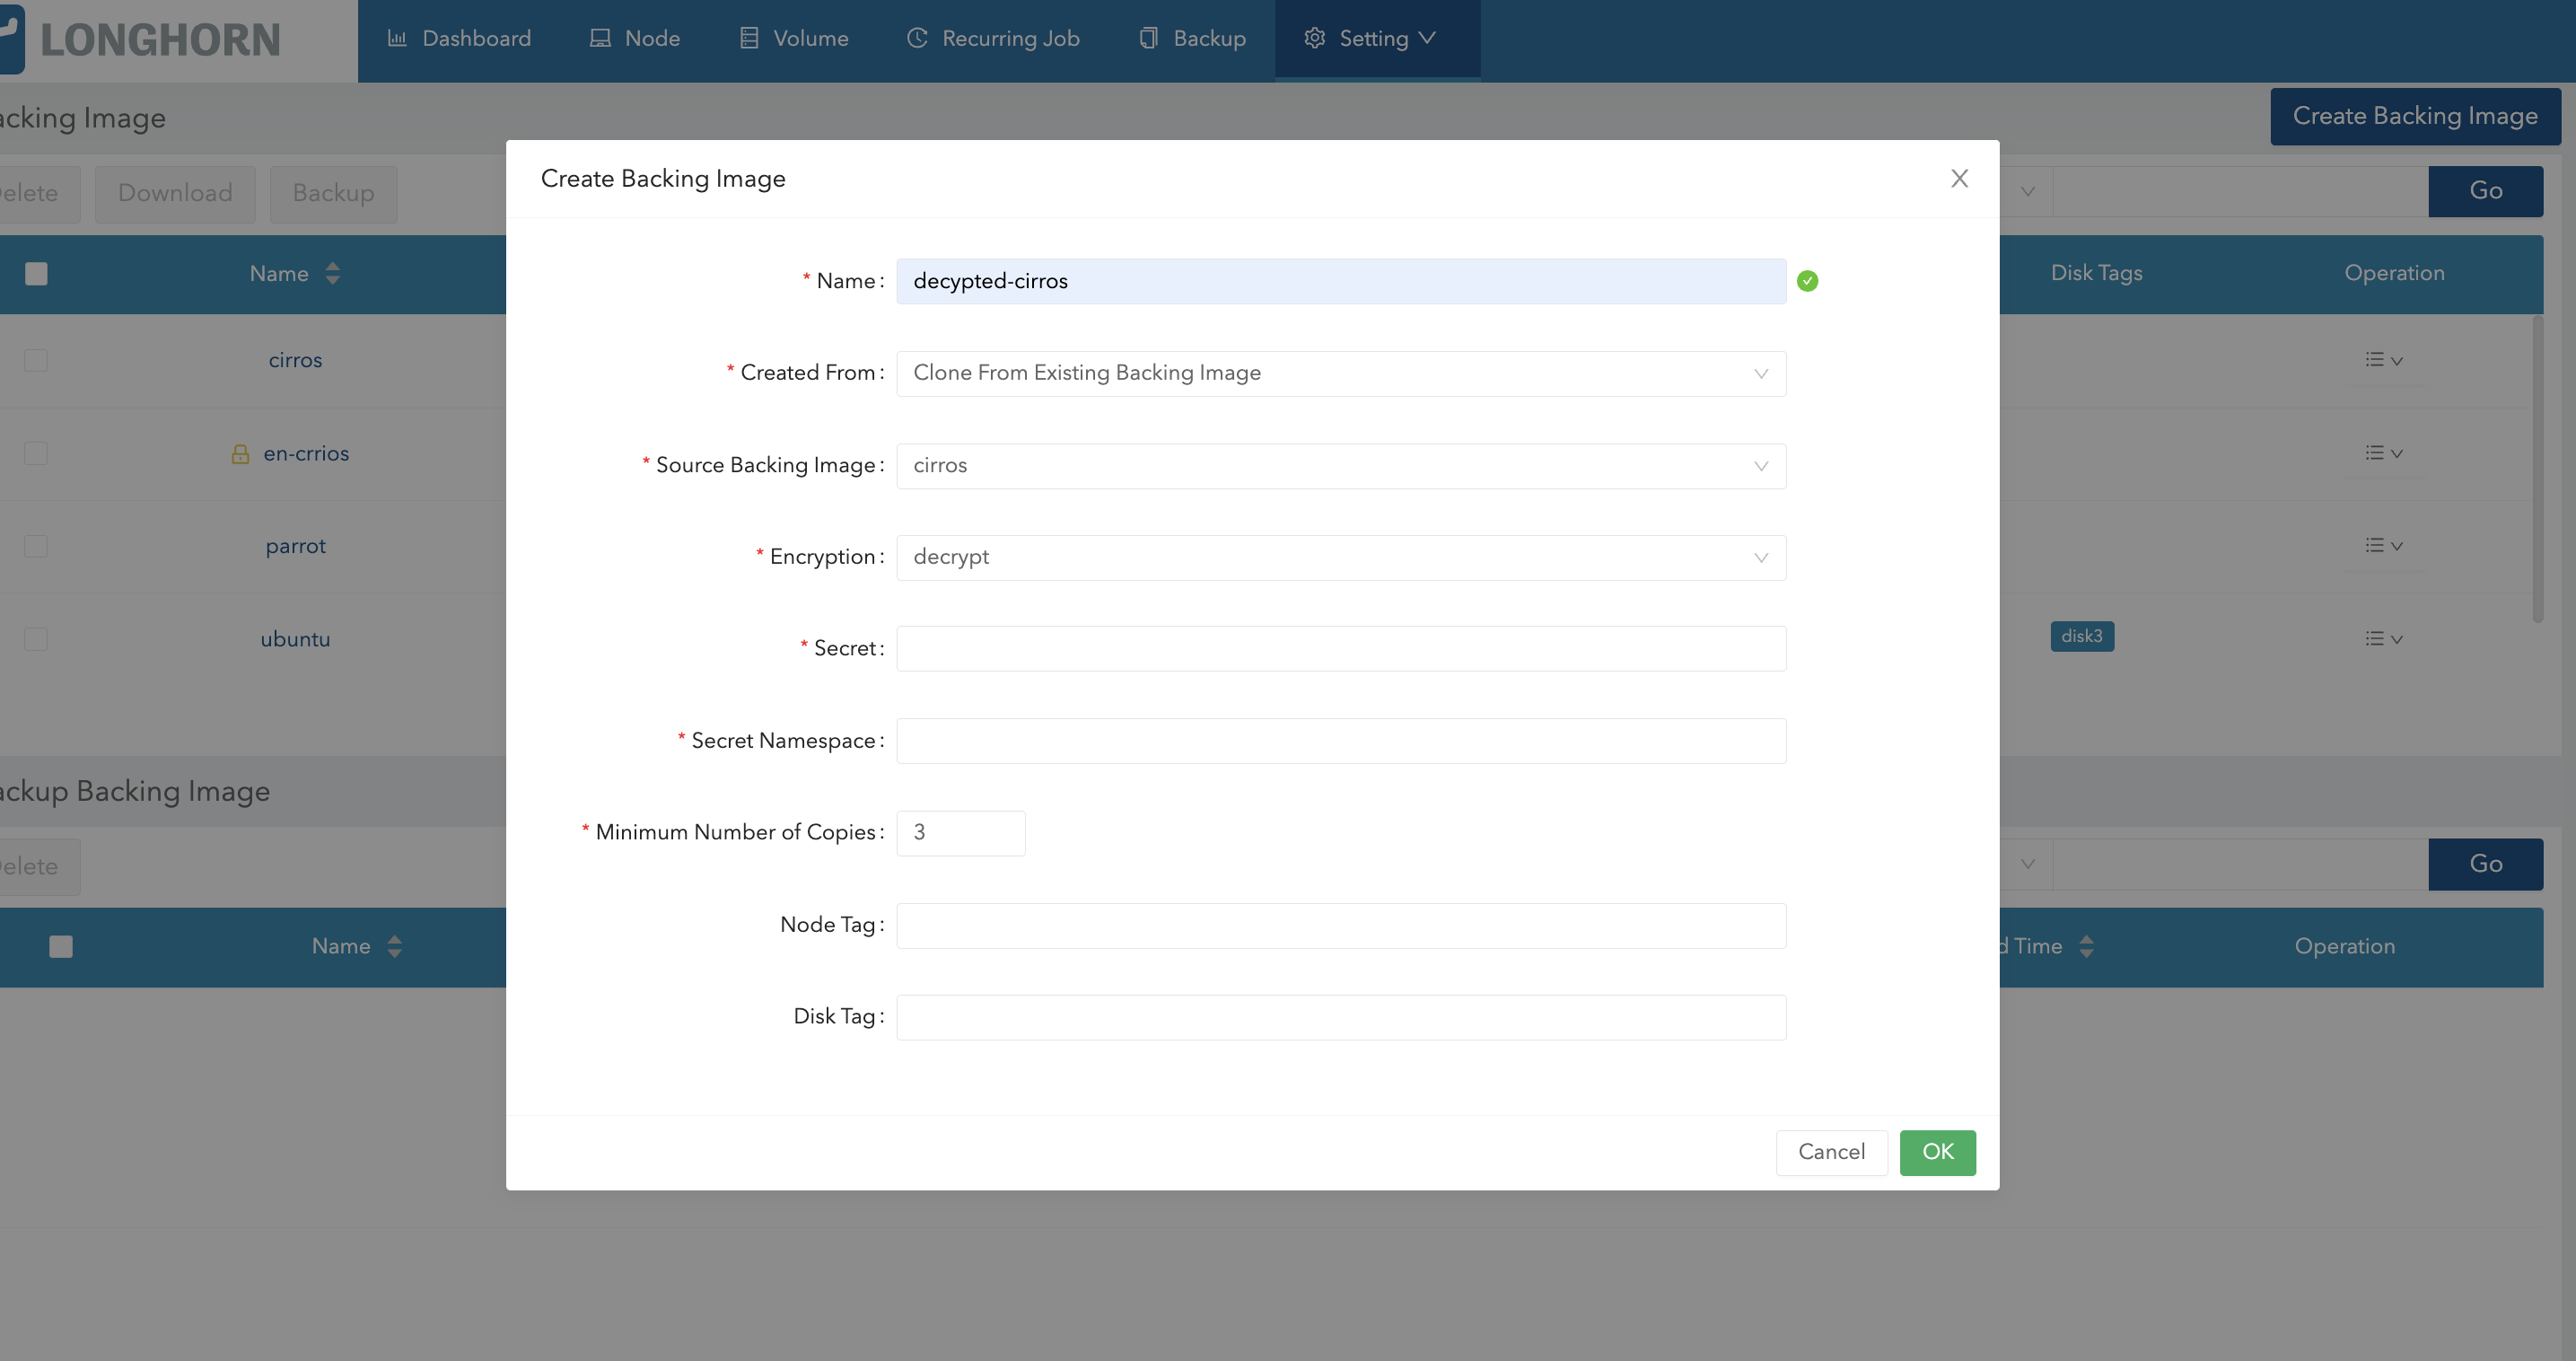 LONGHORN
Dashboard
Node
Volume
Recurring Job
Backup
Setting
acking Image
Create Backing Image
elete
Download
Backup
Go
Name
Disk Tags
Operation
cirros
en-crrios
parrot
ubuntu
disk3
Create Backing Image
* Name :
decypted-cirros
* Created From :
Clone From Existing Backing Image
* Source Backing Image :
cirros
* Encryption :
decrypt
* Secret :
* Secret Namespace :
* Minimum Number of Copies :
3
Node Tag :
Disk Tag :
Cancel
OK
ackup Backing Image
elete
Go
Name
d Time
Operation